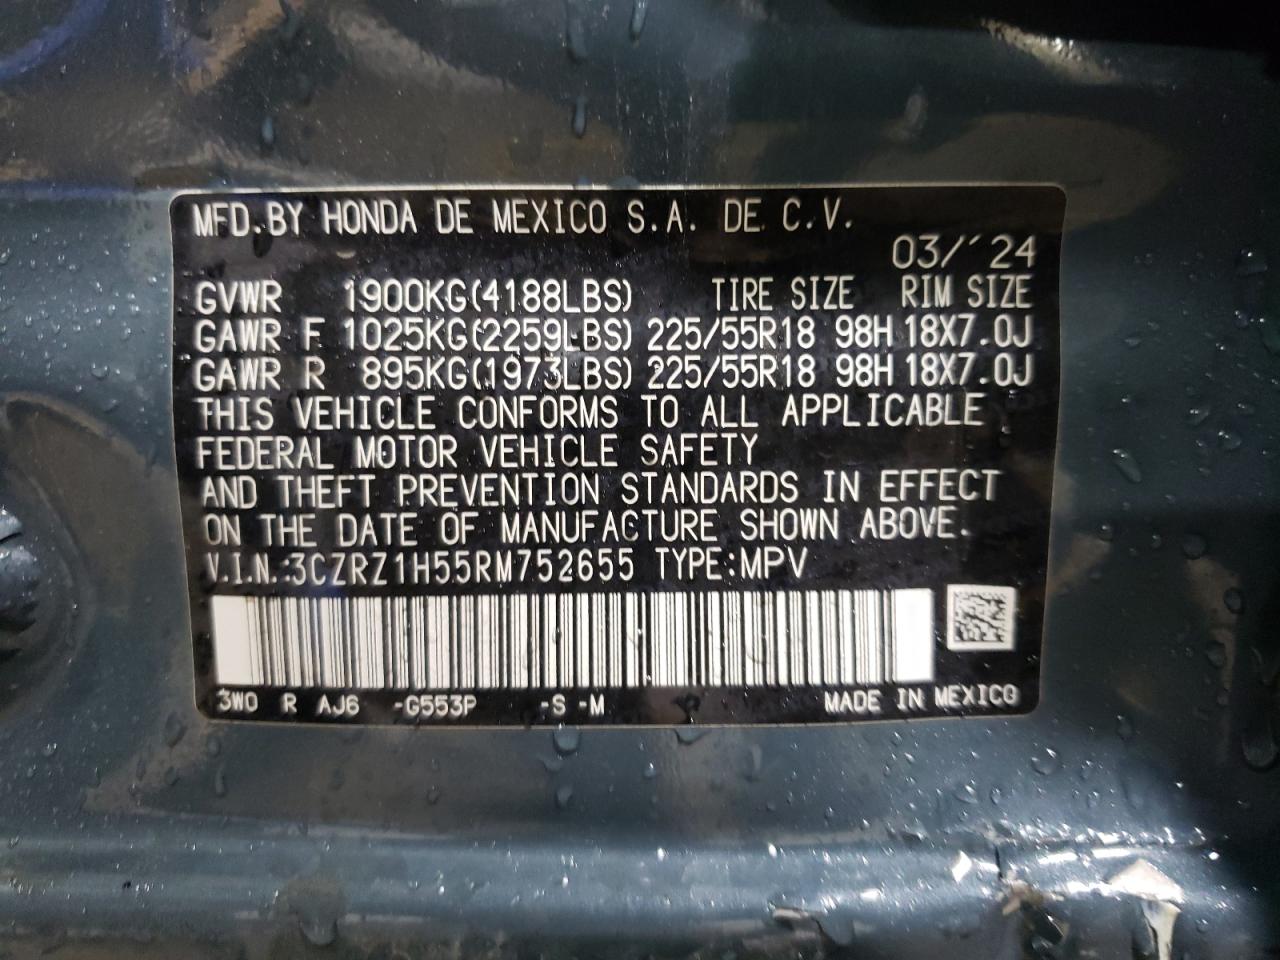 MFD.BY HONDA DE MEXICO S.A. DE C.V.
03/´24
GVWR 1900KG(4188LBS) TIRE SIZE RIM SIZE
GAWR F 1025KG(2259LBS) 225/55R18 98H 18X7.0J
GAWR R 895KG(1973LBS) 225/55R18 98H 18X7.0J
THIS VEHICLE CONFORMS TO ALL APPLICABLE
FEDERAL MOTOR VEHICLE SAFETY
AND THEFT PREVENTION STANDARDS IN EFFECT
ON THE DATE OF MANUFACTURE SHOWN ABOVE.
V.I.N.:3CZRZ1H55RM752655 TYPE:MPV
3WO R AJ6 -G553P -S -M MADE IN MEXICO